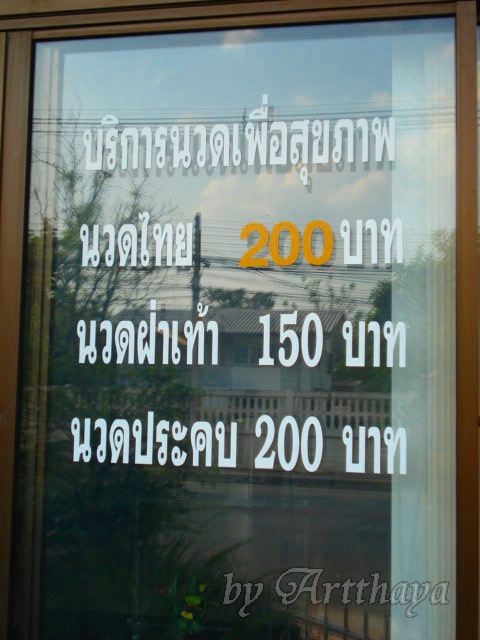 บริการนวดเพื่อสุขภาพ
นวดไทย 200 บาท
นวดฝ่าเท้า 150 บาท
นวดประคบ 200 บาท
by Artthaya